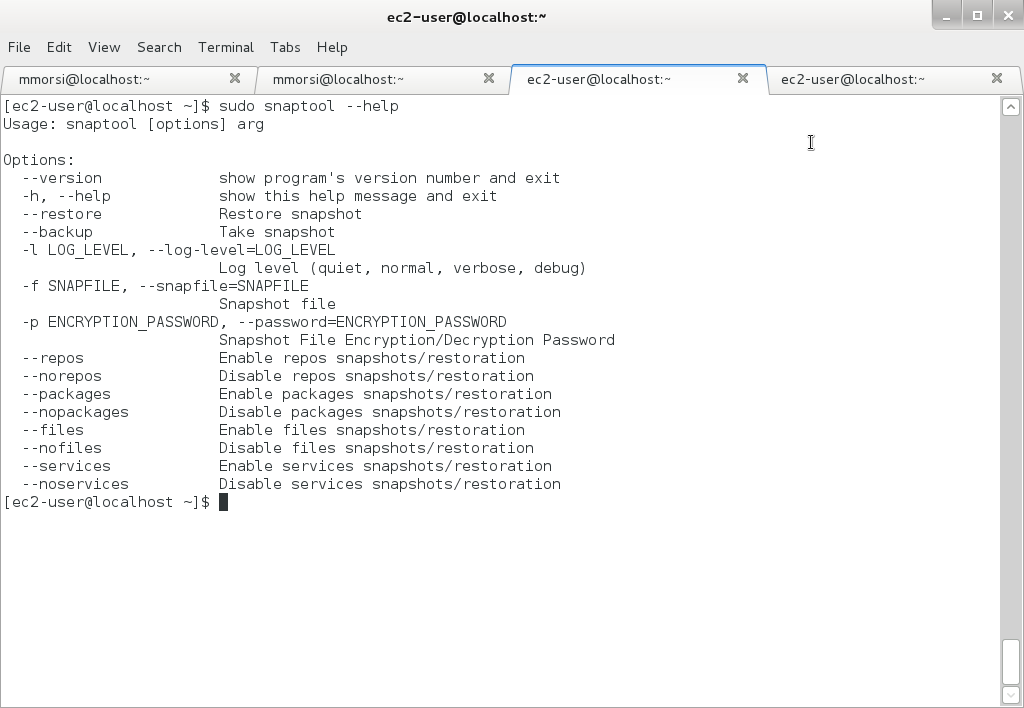 ec2-user@localhost:~
File Edit View Search Terminal Tabs Help
mmorsi@localhost:~ mmorsi@localhost:~ ec2-user@localhost:~ ec2-user@localhost:~
[ec2-user@localhost ~]$ sudo snaptool --help
Usage: snaptool [options] arg

Options:
  --version             show program's version number and exit
  -h, --help            show this help message and exit
  --restore             Restore snapshot
  --backup              Take snapshot
  -l LOG_LEVEL, --log-level=LOG_LEVEL
                        Log level (quiet, normal, verbose, debug)
  -f SNAPFILE, --snapfile=SNAPFILE
                        Snapshot file
  -p ENCRYPTION_PASSWORD, --password=ENCRYPTION_PASSWORD
                        Snapshot File Encryption/Decryption Password
  --repos               Enable repos snapshots/restoration
  --norepos             Disable repos snapshots/restoration
  --packages            Enable packages snapshots/restoration
  --nopackages          Disable packages snapshots/restoration
  --files               Enable files snapshots/restoration
  --nofiles             Disable files snapshots/restoration
  --services            Enable services snapshots/restoration
  --noservices          Disable services snapshots/restoration
[ec2-user@localhost ~]$